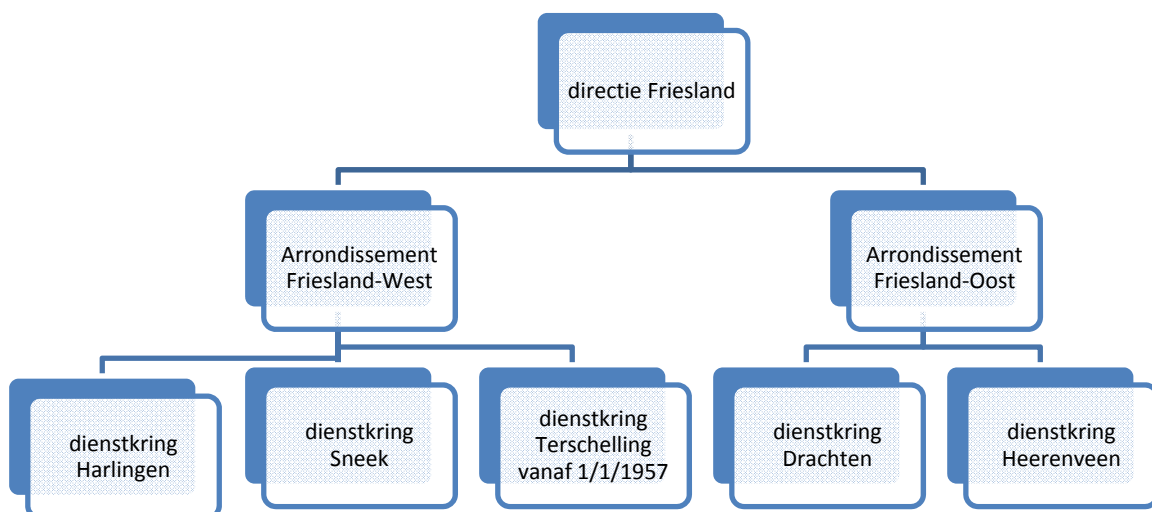 directie Friesland
Arrondissement
Friesland-West
Arrondissement
Friesland-Oost
dienstkring
Harlingen
dienstkring
Sneek
dienstkring
Terschelling
vanaf 1/1/1957
dienstkring
Drachten
dienstkring
Heerenveen